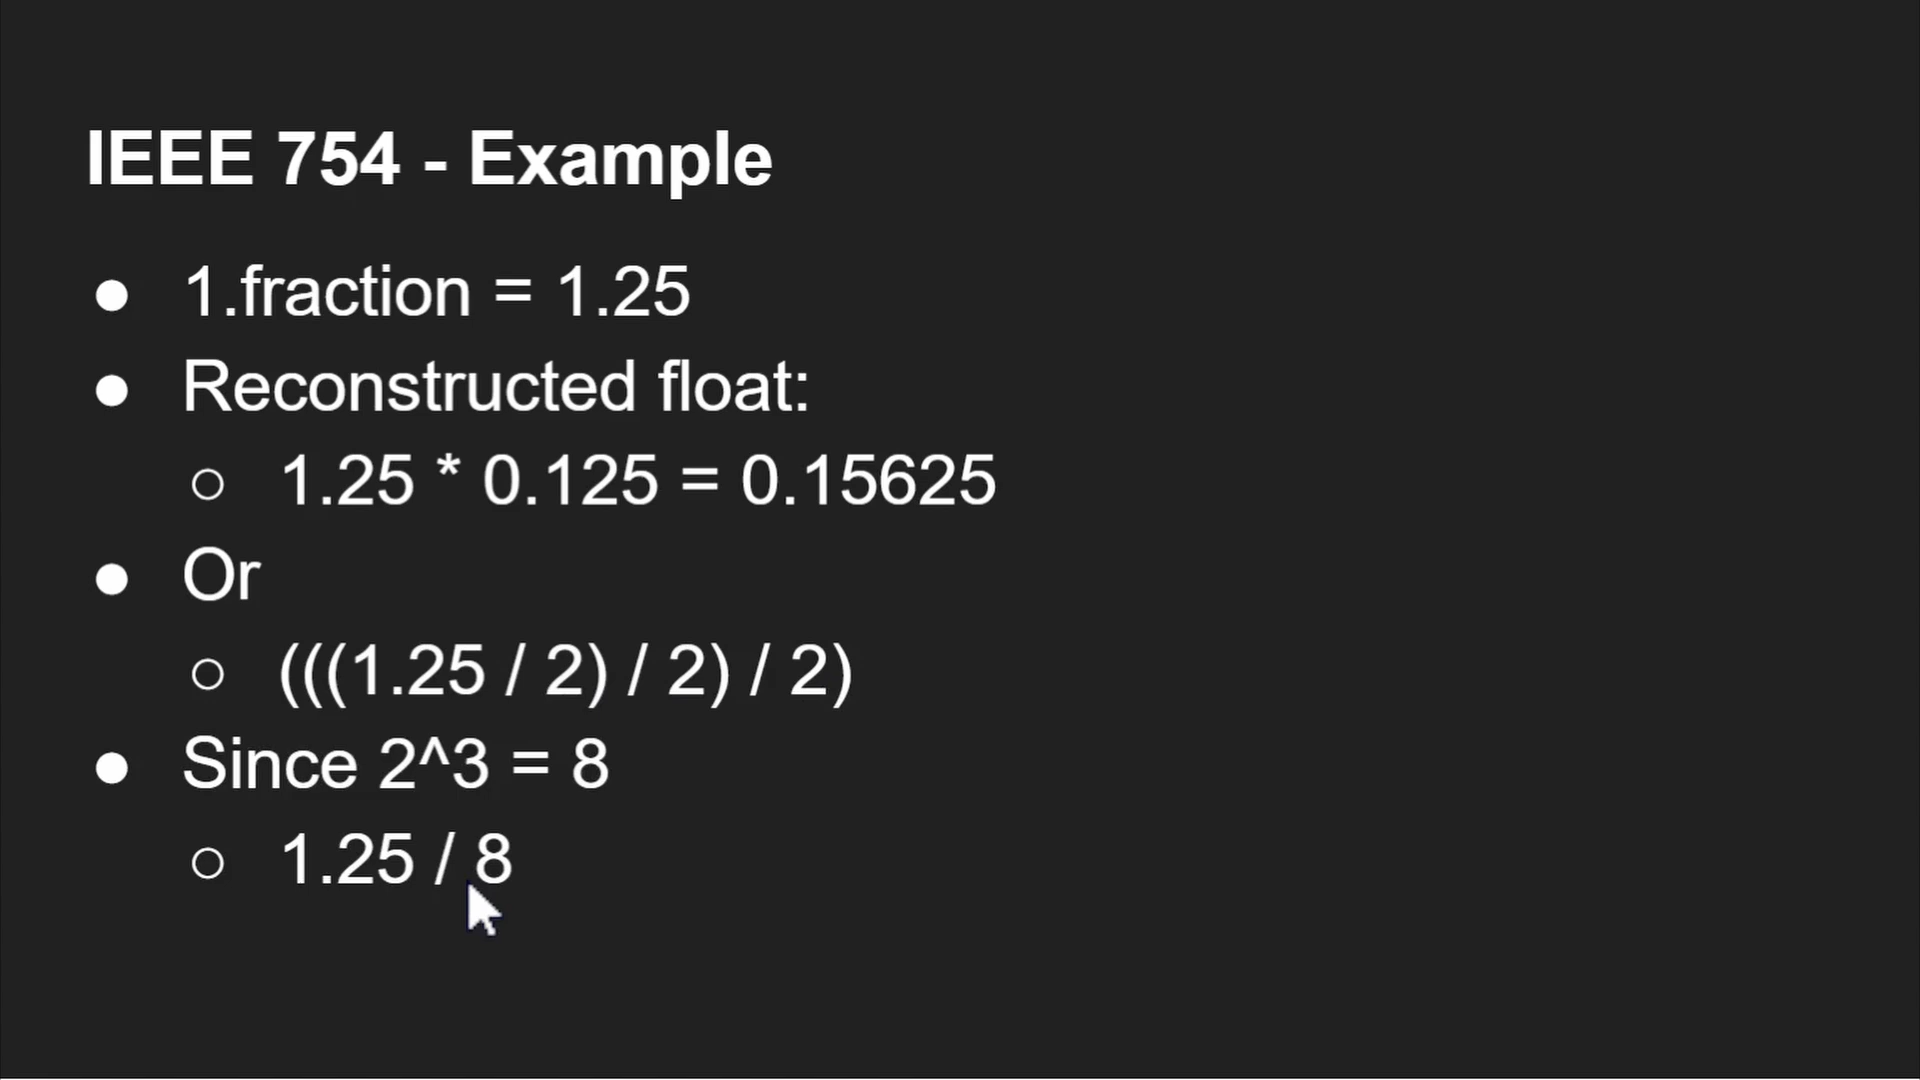 IEEE 754 - Example
● 1.fraction = 1.25
● Reconstructed float:
○ 1.25 * 0.125 = 0.15625
● Or
○ (((1.25 / 2) / 2) / 2)
● Since 2^3 = 8
○ 1.25 / 8